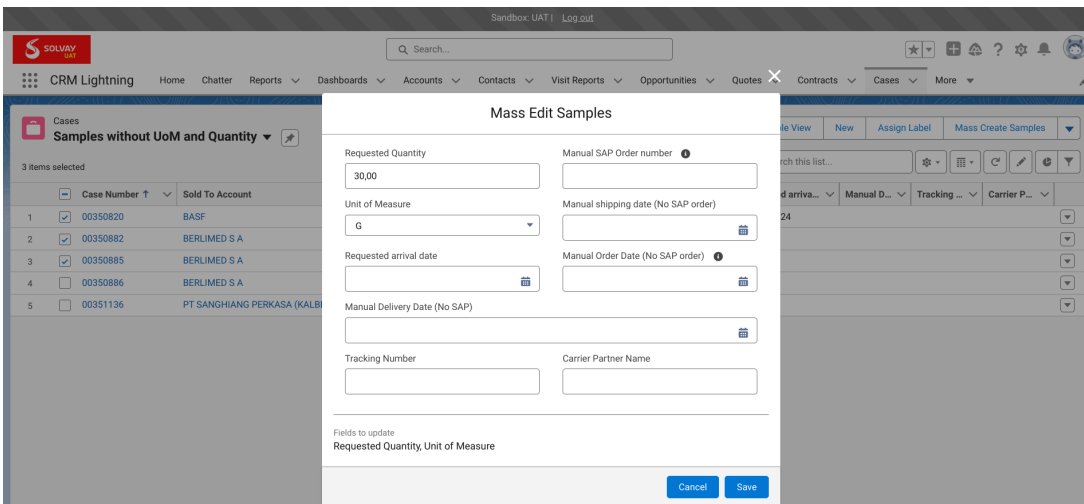 Sandbox: UAT | Log out
SOLVAY
UAT
Search...
CRM Lightning Home Chatter Reports Dashboards Accounts Contacts Visit Reports Opportunities Quotes Contracts Cases More
Mass Edit Samples
Cases
Samples without UoM and Quantity
View New Assign Label Mass Create Samples
3 items selected
this list...
Case Number Sold To Account
arriva... Manual D... Tracking ... Carrier P...
1 00350820 BASF
24
2 00350882 BERLIMED S A
3 00350885 BERLIMED S A
4 00350886 BERLIMED S A
5 00351136 PT SANGHIANG PERKASA
Requested Quantity
30,00
Manual SAP Order number
Unit of Measure
G
Manual shipping date (No SAP order)
Requested arrival date
Manual Order Date (No SAP order)
Manual Delivery Date (No SAP)
Tracking Number
Carrier Partner Name
Fields to update
Requested Quantity, Unit of Measure
Cancel Save